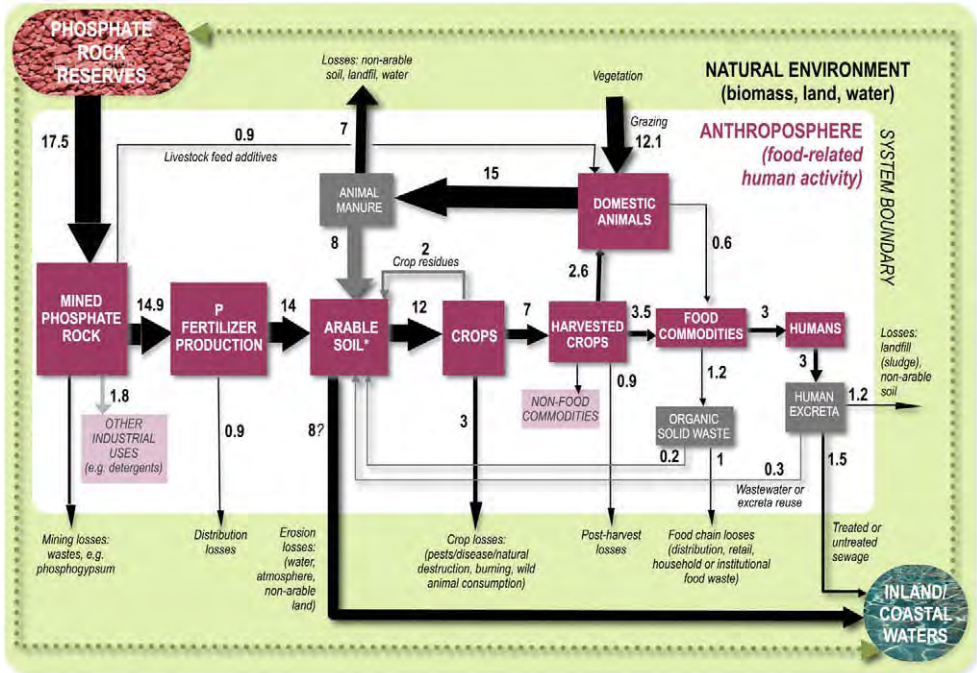 PHOSPHATE
ROCK
RESERVES
Losses: non-arable
soil, landfil, water
Vegetation
NATURAL ENVIRONMENT
(biomass, land, water)
17.5
0.9
Livestock feed additives
7
Grazing
12.1
ANTHROPOSPHERE
(food-related
human activity)
SYSTEM BOUNDARY
ANIMAL
MANURE
15
DOMESTIC
ANIMALS
8
2
Crop residues
2.6
0.6
MINED
PHOSPHATE
ROCK
14.9
P
FERTILIZER
PRODUCTION
14
ARABLE
SOIL*
12
CROPS
7
HARVESTED
CROPS
3.5
FOOD
COMMODITIES
3
HUMANS
3
Losses:
landfill
(sludge),
non-arable
soil
1.8
OTHER
INDUSTRIAL
USES
(e.g. detergents)
0.9
8?
3
NON-FOOD
COMMODITIES
0.9
1.2
ORGANIC
SOLID WASTE
HUMAN
EXCRETA
1.2
0.2
1
0.3
Wastewater or
excreta reuse
1.5
Mining losses:
wastes, e.g.
phosphogypsum
Distribution
losses
Erosion
losses:
(water,
atmosphere,
non-arable
land)
Crop losses:
(pests/disease/natural
destruction, burning, wild
animal consumption)
Post-harvest
losses
Food chain looses
(distribution, retail,
household or institutional
food waste)
Treated or
untreated
sewage
INLAND/
COASTAL
WATERS